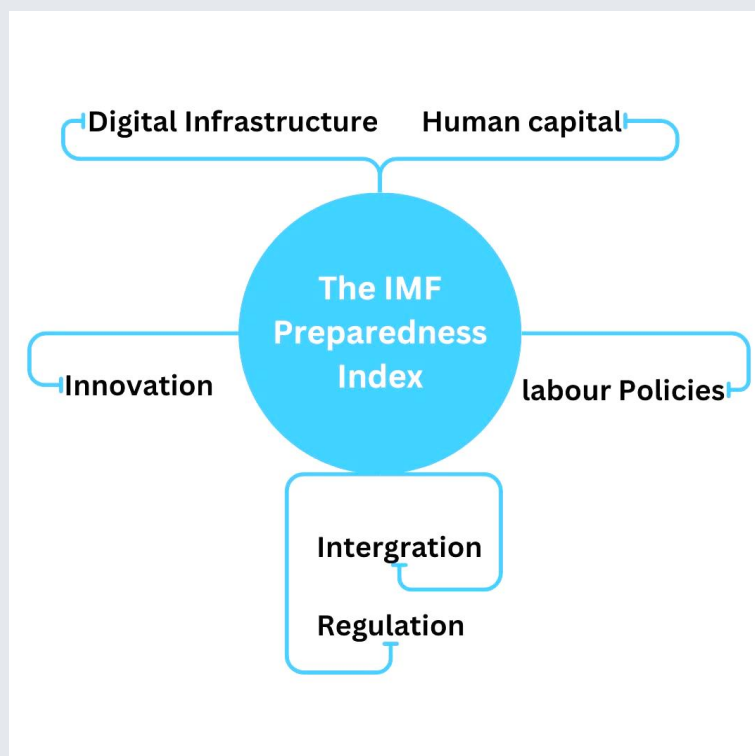 Digital Infrastructure
Human capital
The IMF
Preparedness
Index
Innovation
labour Policies
Intergration
Regulation